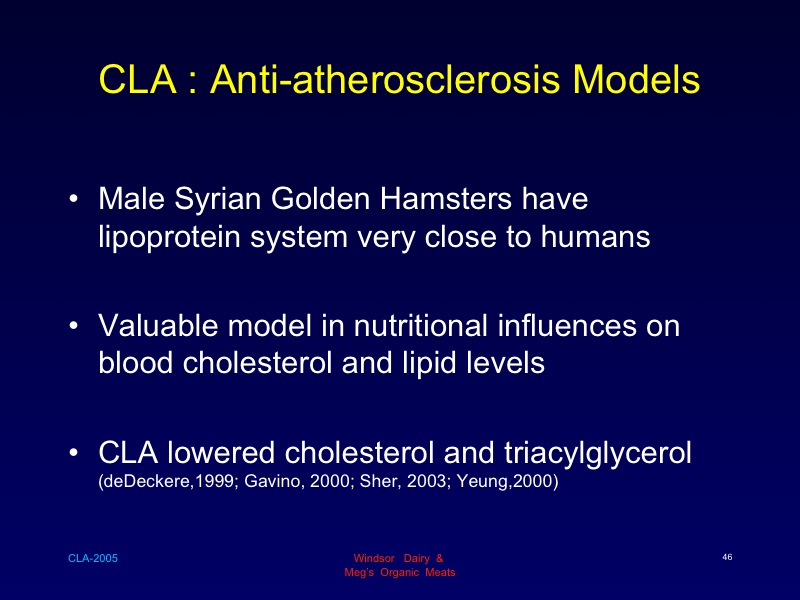 CLA : Anti-atherosclerosis Models
• Male Syrian Golden Hamsters have
lipoprotein system very close to humans
• Valuable model in nutritional influences on
blood cholesterol and lipid levels
• CLA lowered cholesterol and triacylglycerol
(deDeckere,1999; Gavino, 2000; Sher, 2003; Yeung,2000)
CLA-2005
Windsor Dairy &
Meg's Organic Meats
46